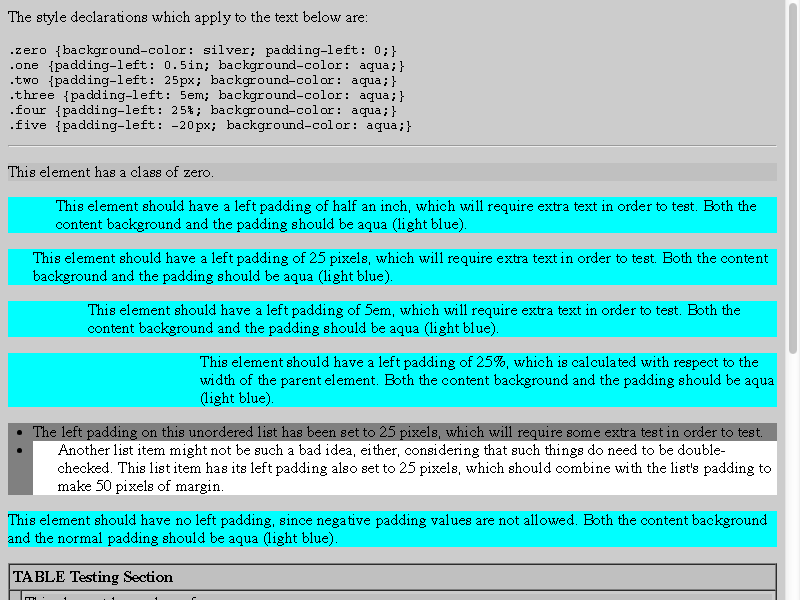 The style declarations which apply to the text below are:
.zero {background-color: silver; padding-left: 0;}
.one {padding-left: 0.5in; background-color: aqua;}
.two {padding-left: 25px; background-color: aqua;}
.three {padding-left: 5em; background-color: aqua;}
.four {padding-left: 25%; background-color: aqua;}
.five {padding-left: -20px; background-color: aqua;}
This element has a class of zero.
This element should have a left padding of half an inch, which will require extra text in order to test. Both the
content background and the padding should be aqua (light blue).
This element should have a left padding of 25 pixels, which will require extra text in order to test. Both the content
background and the padding should be aqua (light blue).
This element should have a left padding of 5em, which will require extra text in order to test. Both the
content background and the padding should be aqua (light blue).
This element should have a left padding of 25%, which is calculated with respect to the
width of the parent element. Both the content background and the padding should be aqua
(light blue).
• The left padding on this unordered list has been set to 25 pixels, which will require some extra test in order to test.
• Another list item might not be such a bad idea, either, considering that such things do need to be double-
checked. This list item has its left padding also set to 25 pixels, which should combine with the list's padding to
make 50 pixels of margin.
This element should have no left padding, since negative padding values are not allowed. Both the content background
and the normal padding should be aqua (light blue).
TABLE Testing Section